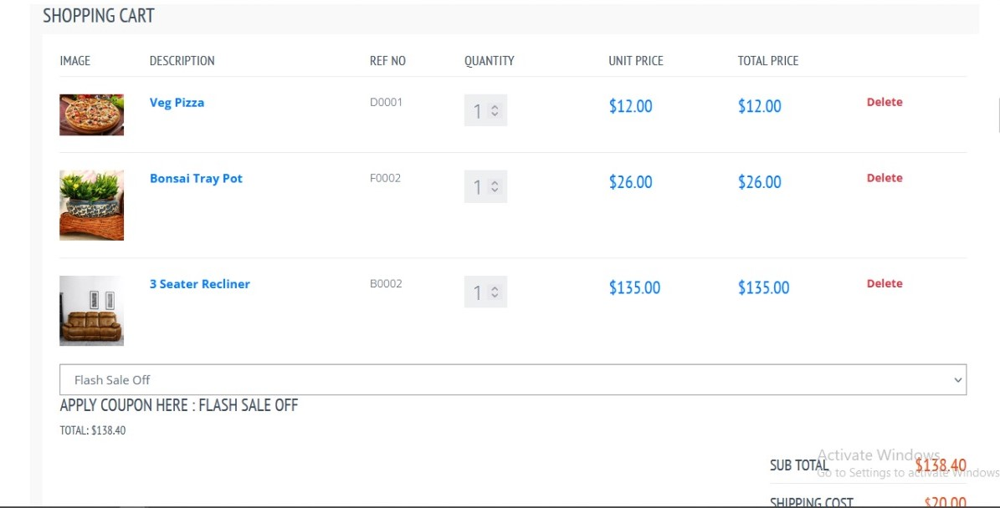 SHOPPING CART
IMAGE DESCRIPTION REF NO QUANTITY UNIT PRICE TOTAL PRICE
Veg Pizza D0001 1 $12.00 $12.00 Delete
Bonsai Tray Pot F0002 1 $26.00 $26.00 Delete
3 Seater Recliner B0002 1 $135.00 $135.00 Delete
Flash Sale Off
APPLY COUPON HERE : FLASH SALE OFF
TOTAL: $138.40
Activate Windows
SUB TOTAL $138.40
Go to Settings to activate Windows
SHIPPING COST $20.00